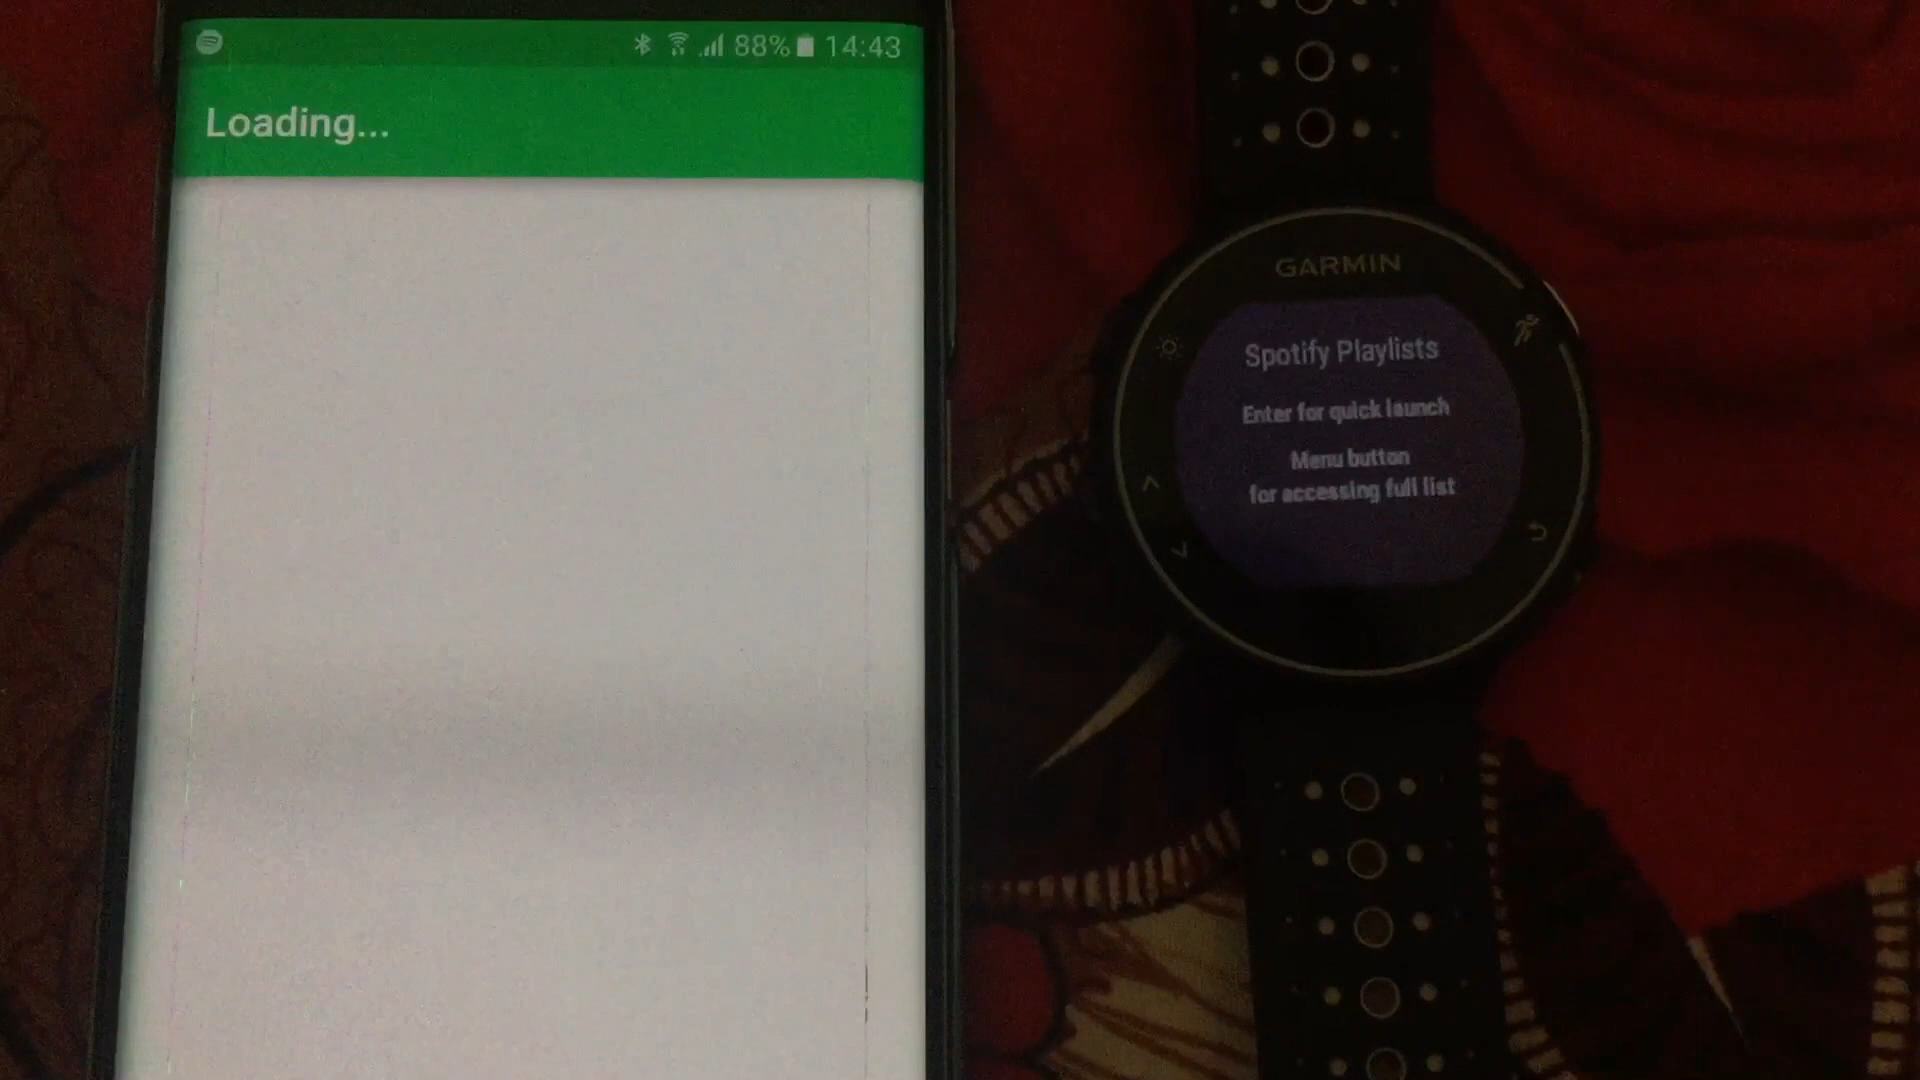 88% 14:43
Loading...
GARMIN
Spotify Playlists
Enter for quick launch
Menu button
for accessing full list